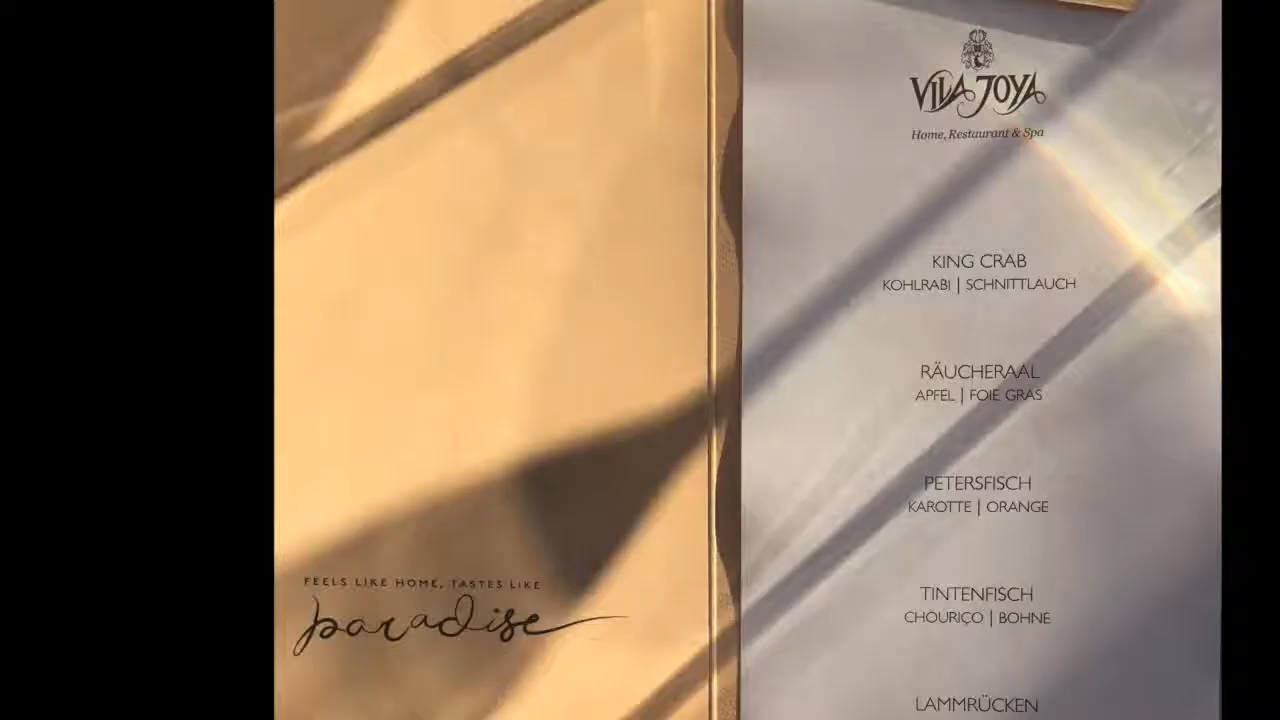 FEELS LIKE HOME, TASTES LIKE
paradise
VILA JOYA
Home, Restaurant & Spa
KING CRAB
KOHLRABI | SCHNITTLAUCH
RÄUCHERAAL
APFEL | FOIE GRAS
PETERSFISCH
KAROTTE | ORANGE
TINTENFISCH
CHOURIÇO | BOHNE
LAMMRÜCKEN